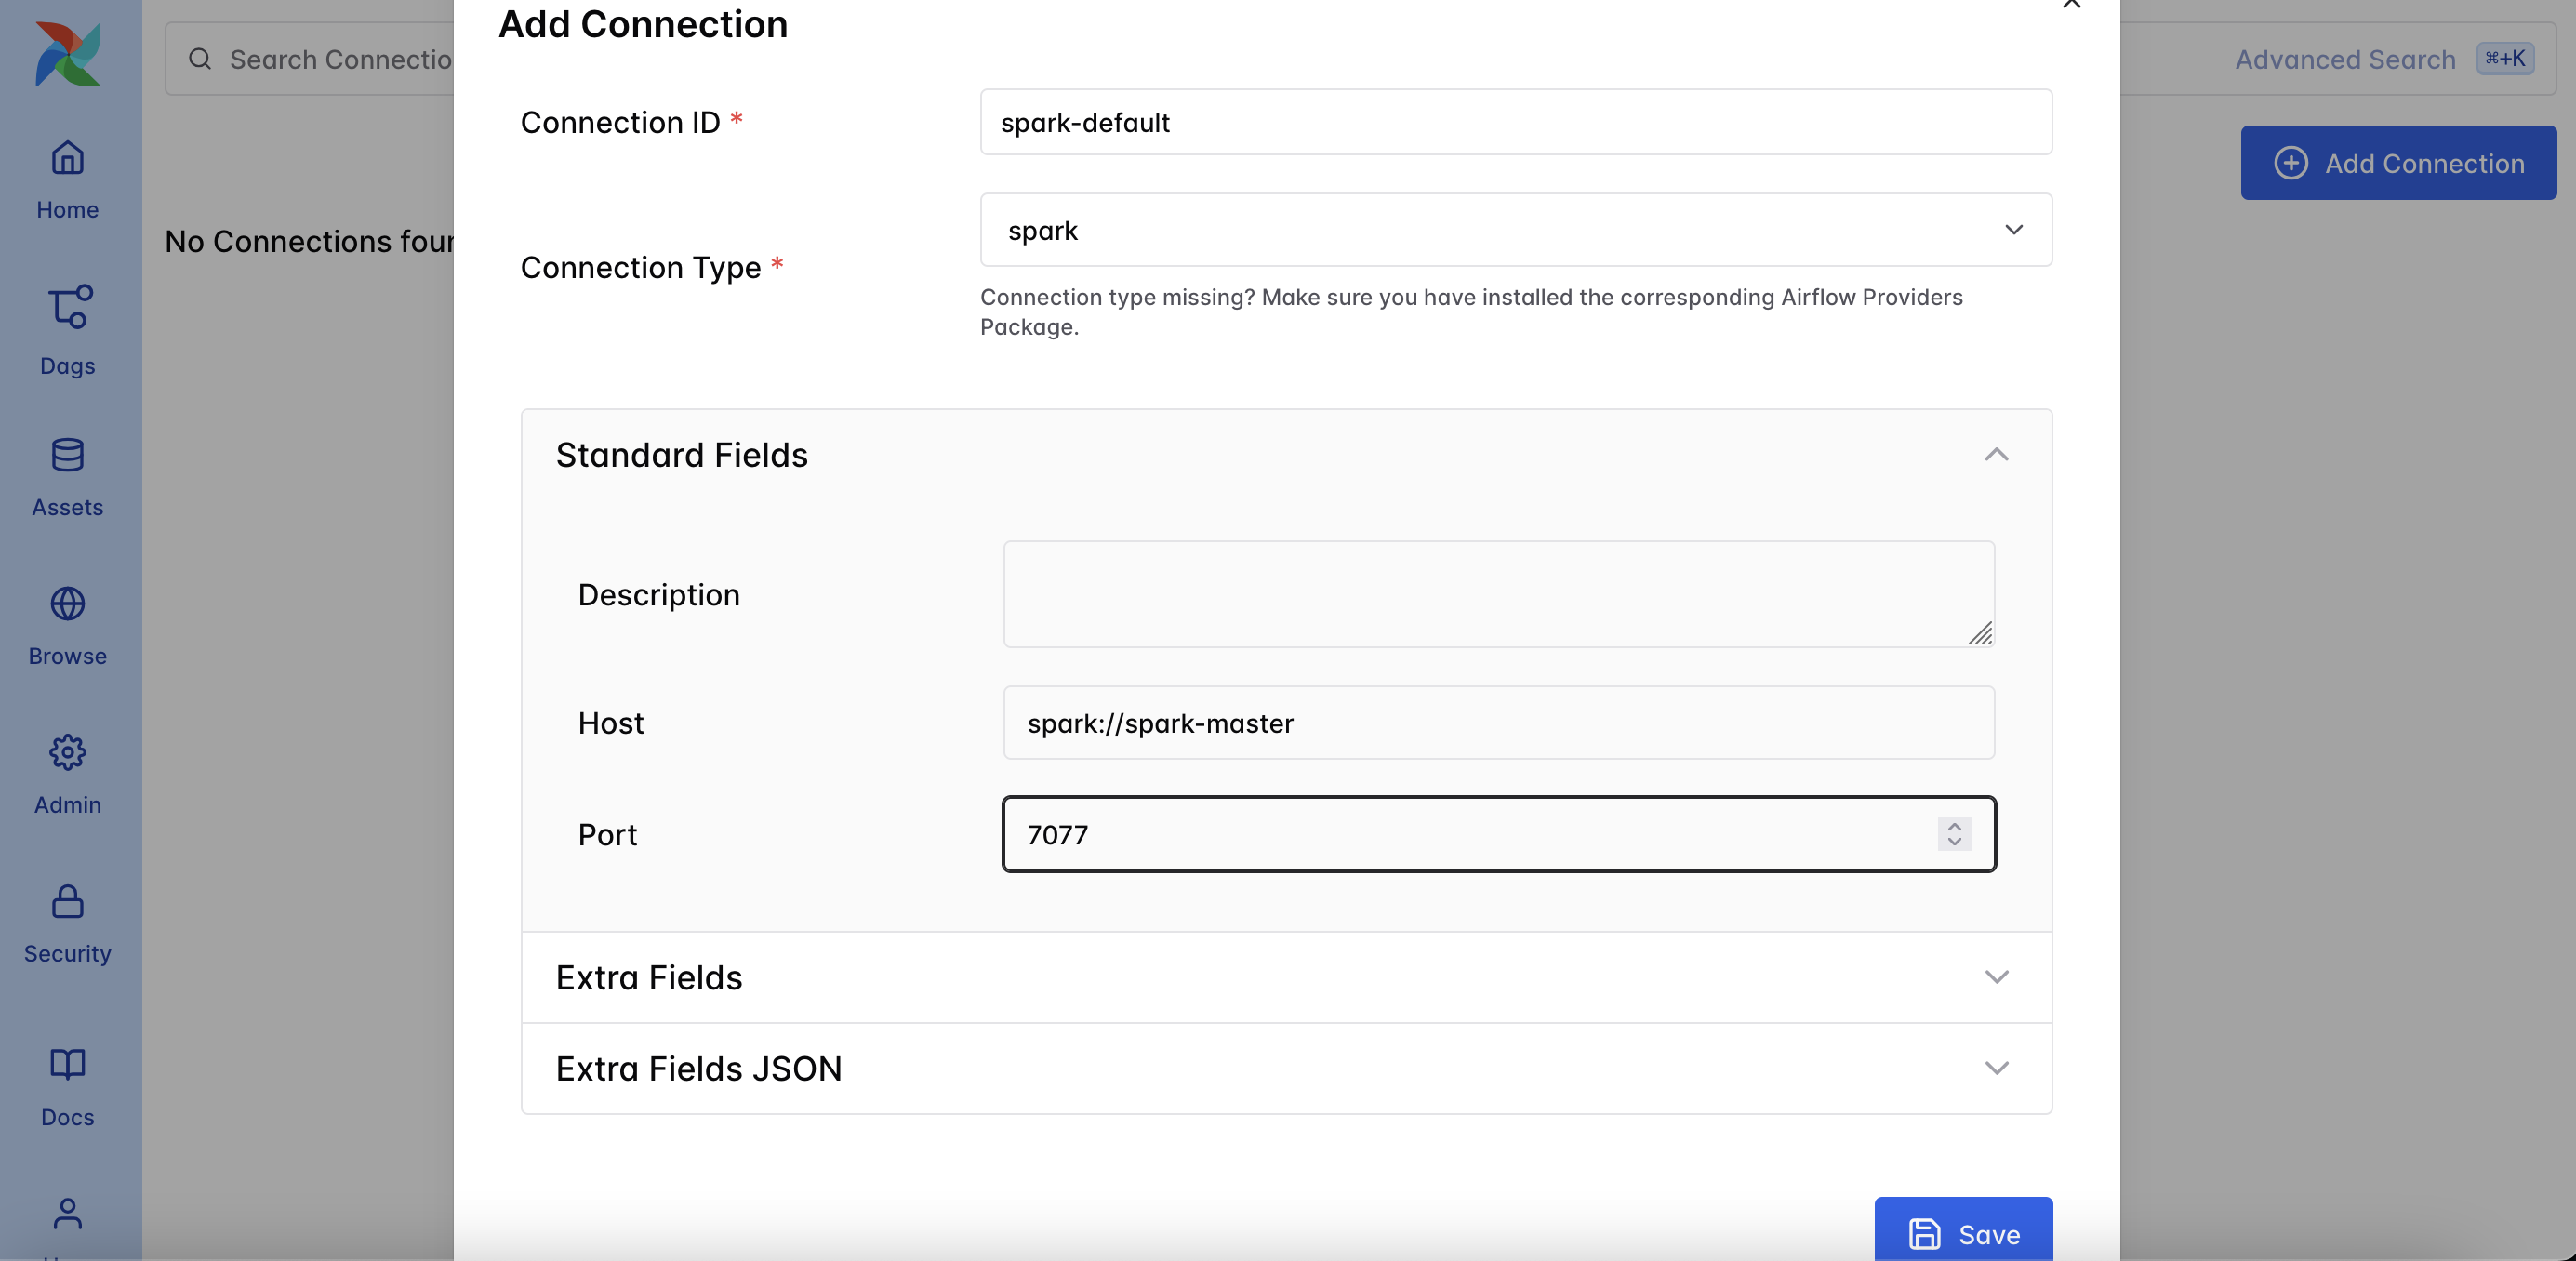 Add Connection
Search Connectio
Advanced Search ⌘+K
Connection ID *
spark-default
Add Connection
Home
No Connections four
Connection Type *
spark
Connection type missing? Make sure you have installed the corresponding Airflow Providers
Package.
Dags
Assets
Browse
Admin
Security
Docs
Standard Fields
Description
Host
spark://spark-master
Port
7077
Extra Fields
Extra Fields JSON
Save